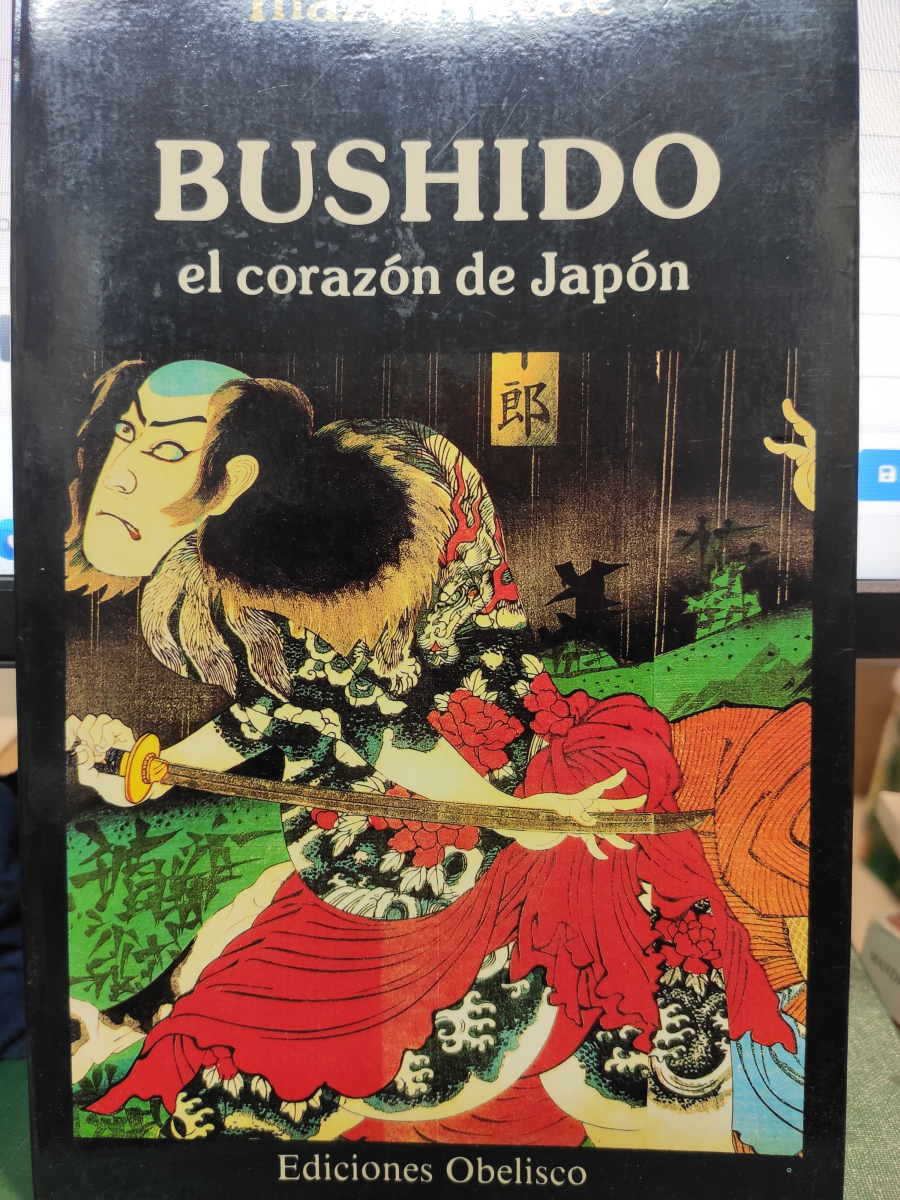 BUSHIDO
el corazón de Japón
郎
Ediciones Obelisco